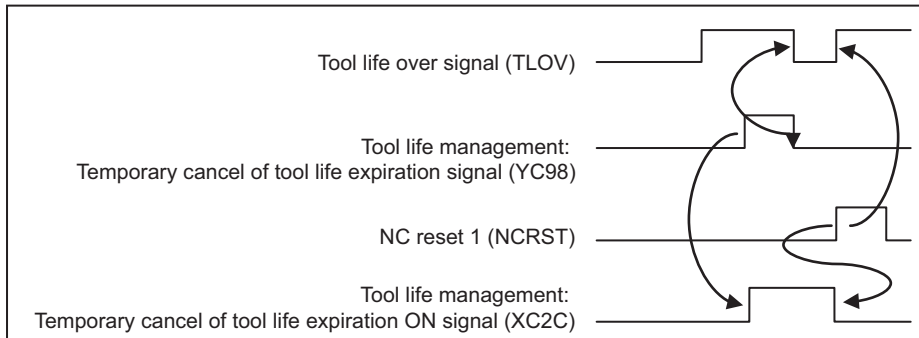 Tool life over signal (TLOV)
Tool life management:
Temporary cancel of tool life expiration signal (YC98)
NC reset 1 (NCRST)
Tool life management:
Temporary cancel of tool life expiration ON signal (XC2C)